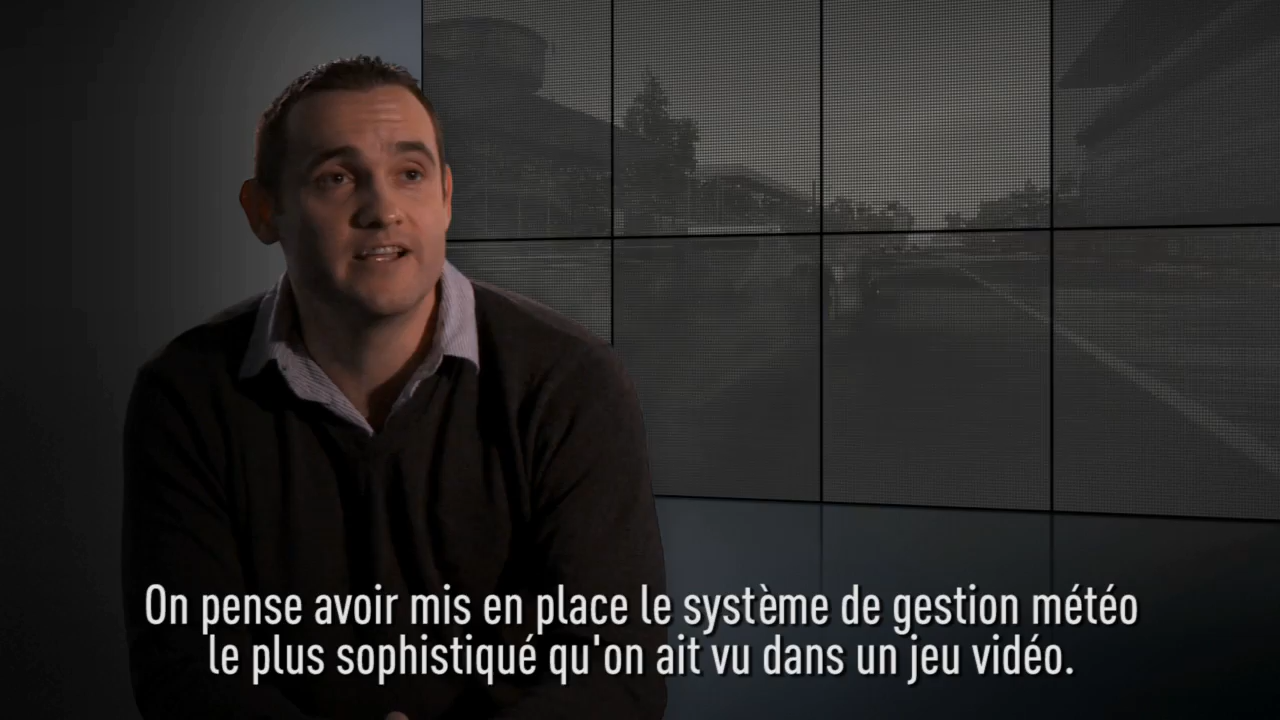 On pense avoir mis en place le système de gestion météo
le plus sophistiqué qu'on ait vu dans un jeu vidéo.